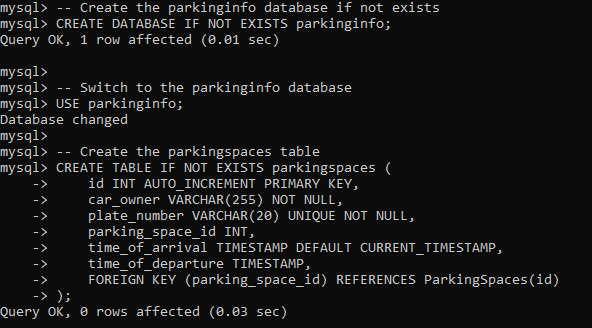 mysql> -- Create the parkinginfo database if not exists
mysql> CREATE DATABASE IF NOT EXISTS parkinginfo;
Query OK, 1 row affected (0.01 sec)

mysql>
mysql> -- Switch to the parkinginfo database
mysql> USE parkinginfo;
Database changed
mysql>
mysql> -- Create the parkingspaces table
mysql> CREATE TABLE IF NOT EXISTS parkingspaces (
    ->     id INT AUTO_INCREMENT PRIMARY KEY,
    ->     car_owner VARCHAR(255) NOT NULL,
    ->     plate_number VARCHAR(20) UNIQUE NOT NULL,
    ->     parking_space_id INT,
    ->     time_of_arrival TIMESTAMP DEFAULT CURRENT_TIMESTAMP,
    ->     time_of_departure TIMESTAMP,
    ->     FOREIGN KEY (parking_space_id) REFERENCES ParkingSpaces(id)
    -> );
Query OK, 0 rows affected (0.03 sec)